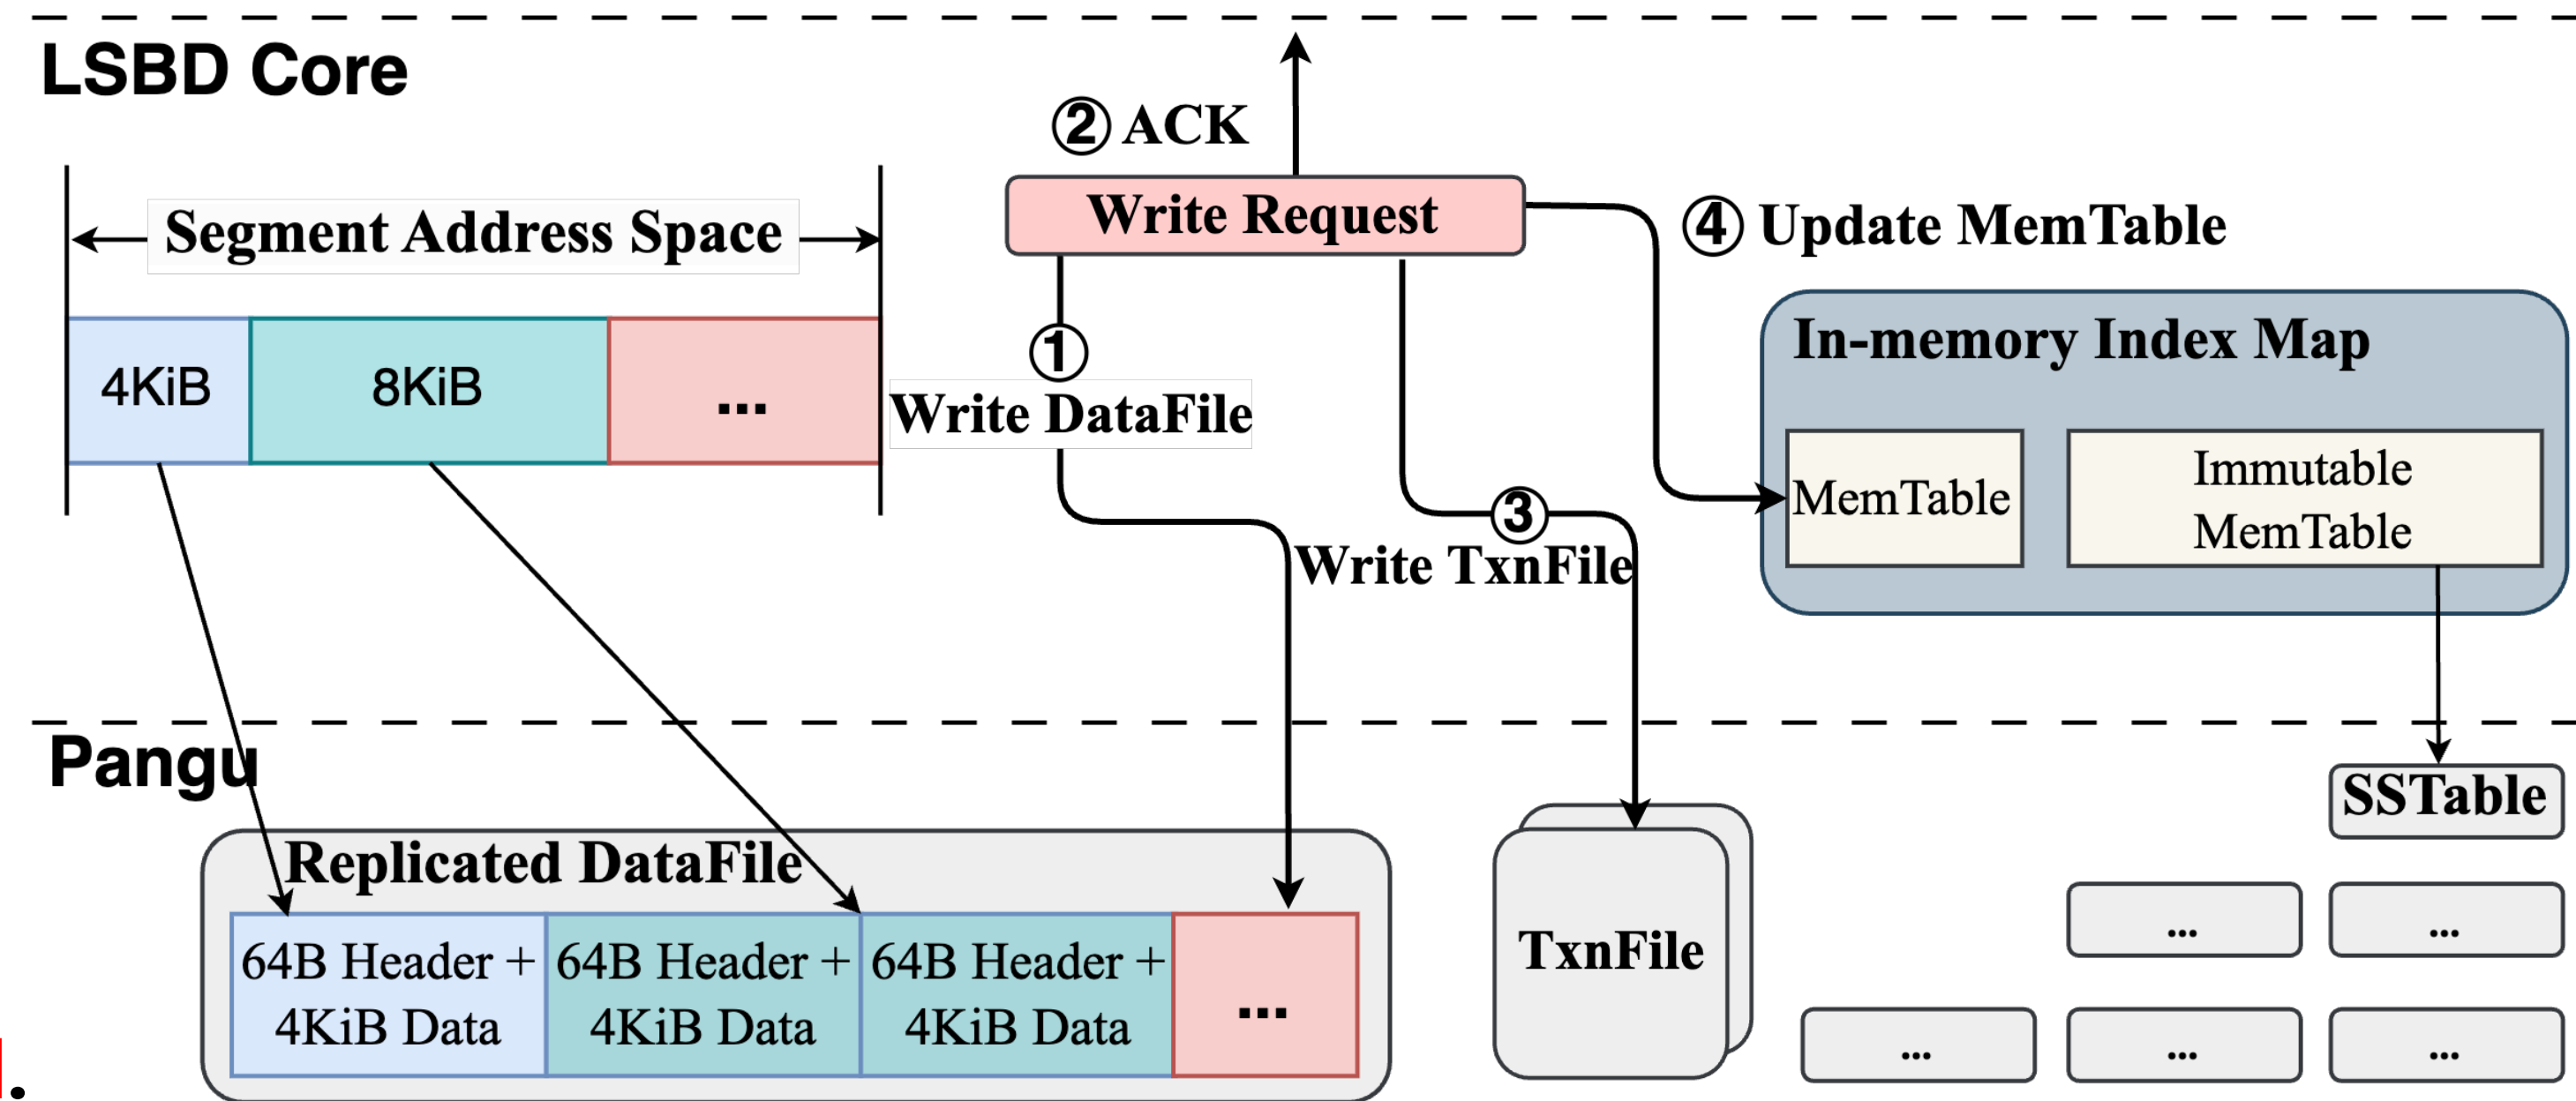 LSBD Core
② ACK
Write Request
④ Update MemTable
Segment Address Space
4KiB
8KiB
...
①
Write DataFile
③
Write TxnFile
In-memory Index Map
MemTable
Immutable
MemTable
Pangu
Replicated DataFile
64B Header +
4KiB Data
64B Header +
4KiB Data
64B Header +
4KiB Data
...
TxnFile
SSTable
...
...
...
...
...
.